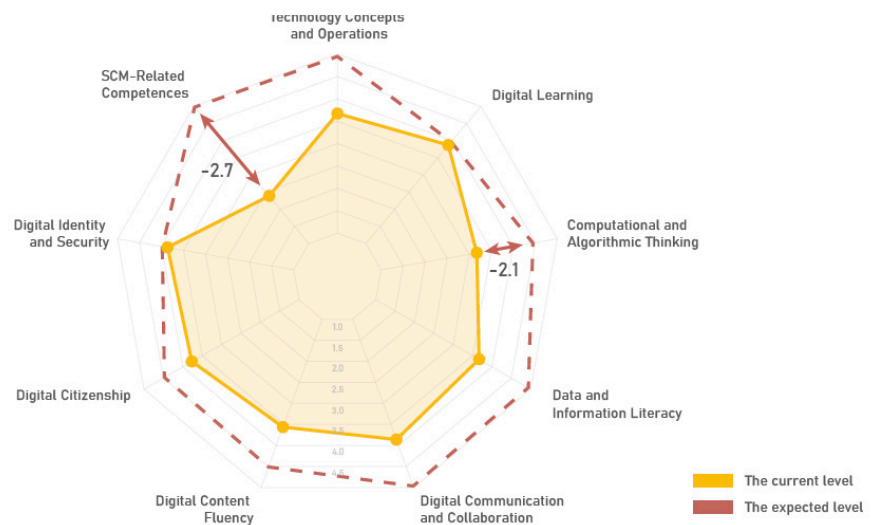 Technology Concepts
and Operations
SCM-Related
Competences
Digital Learning
-2.7
Digital Identity
and Security
Computational and
Algorithmic Thinking
-2.1
1.0
1.5
2.0
2.5
3.0
3.5
4.0
4.5
Digital Citizenship
Data and
Information Literacy
Digital Content
Fluency
Digital Communication
and Collaboration
The current level
The expected level